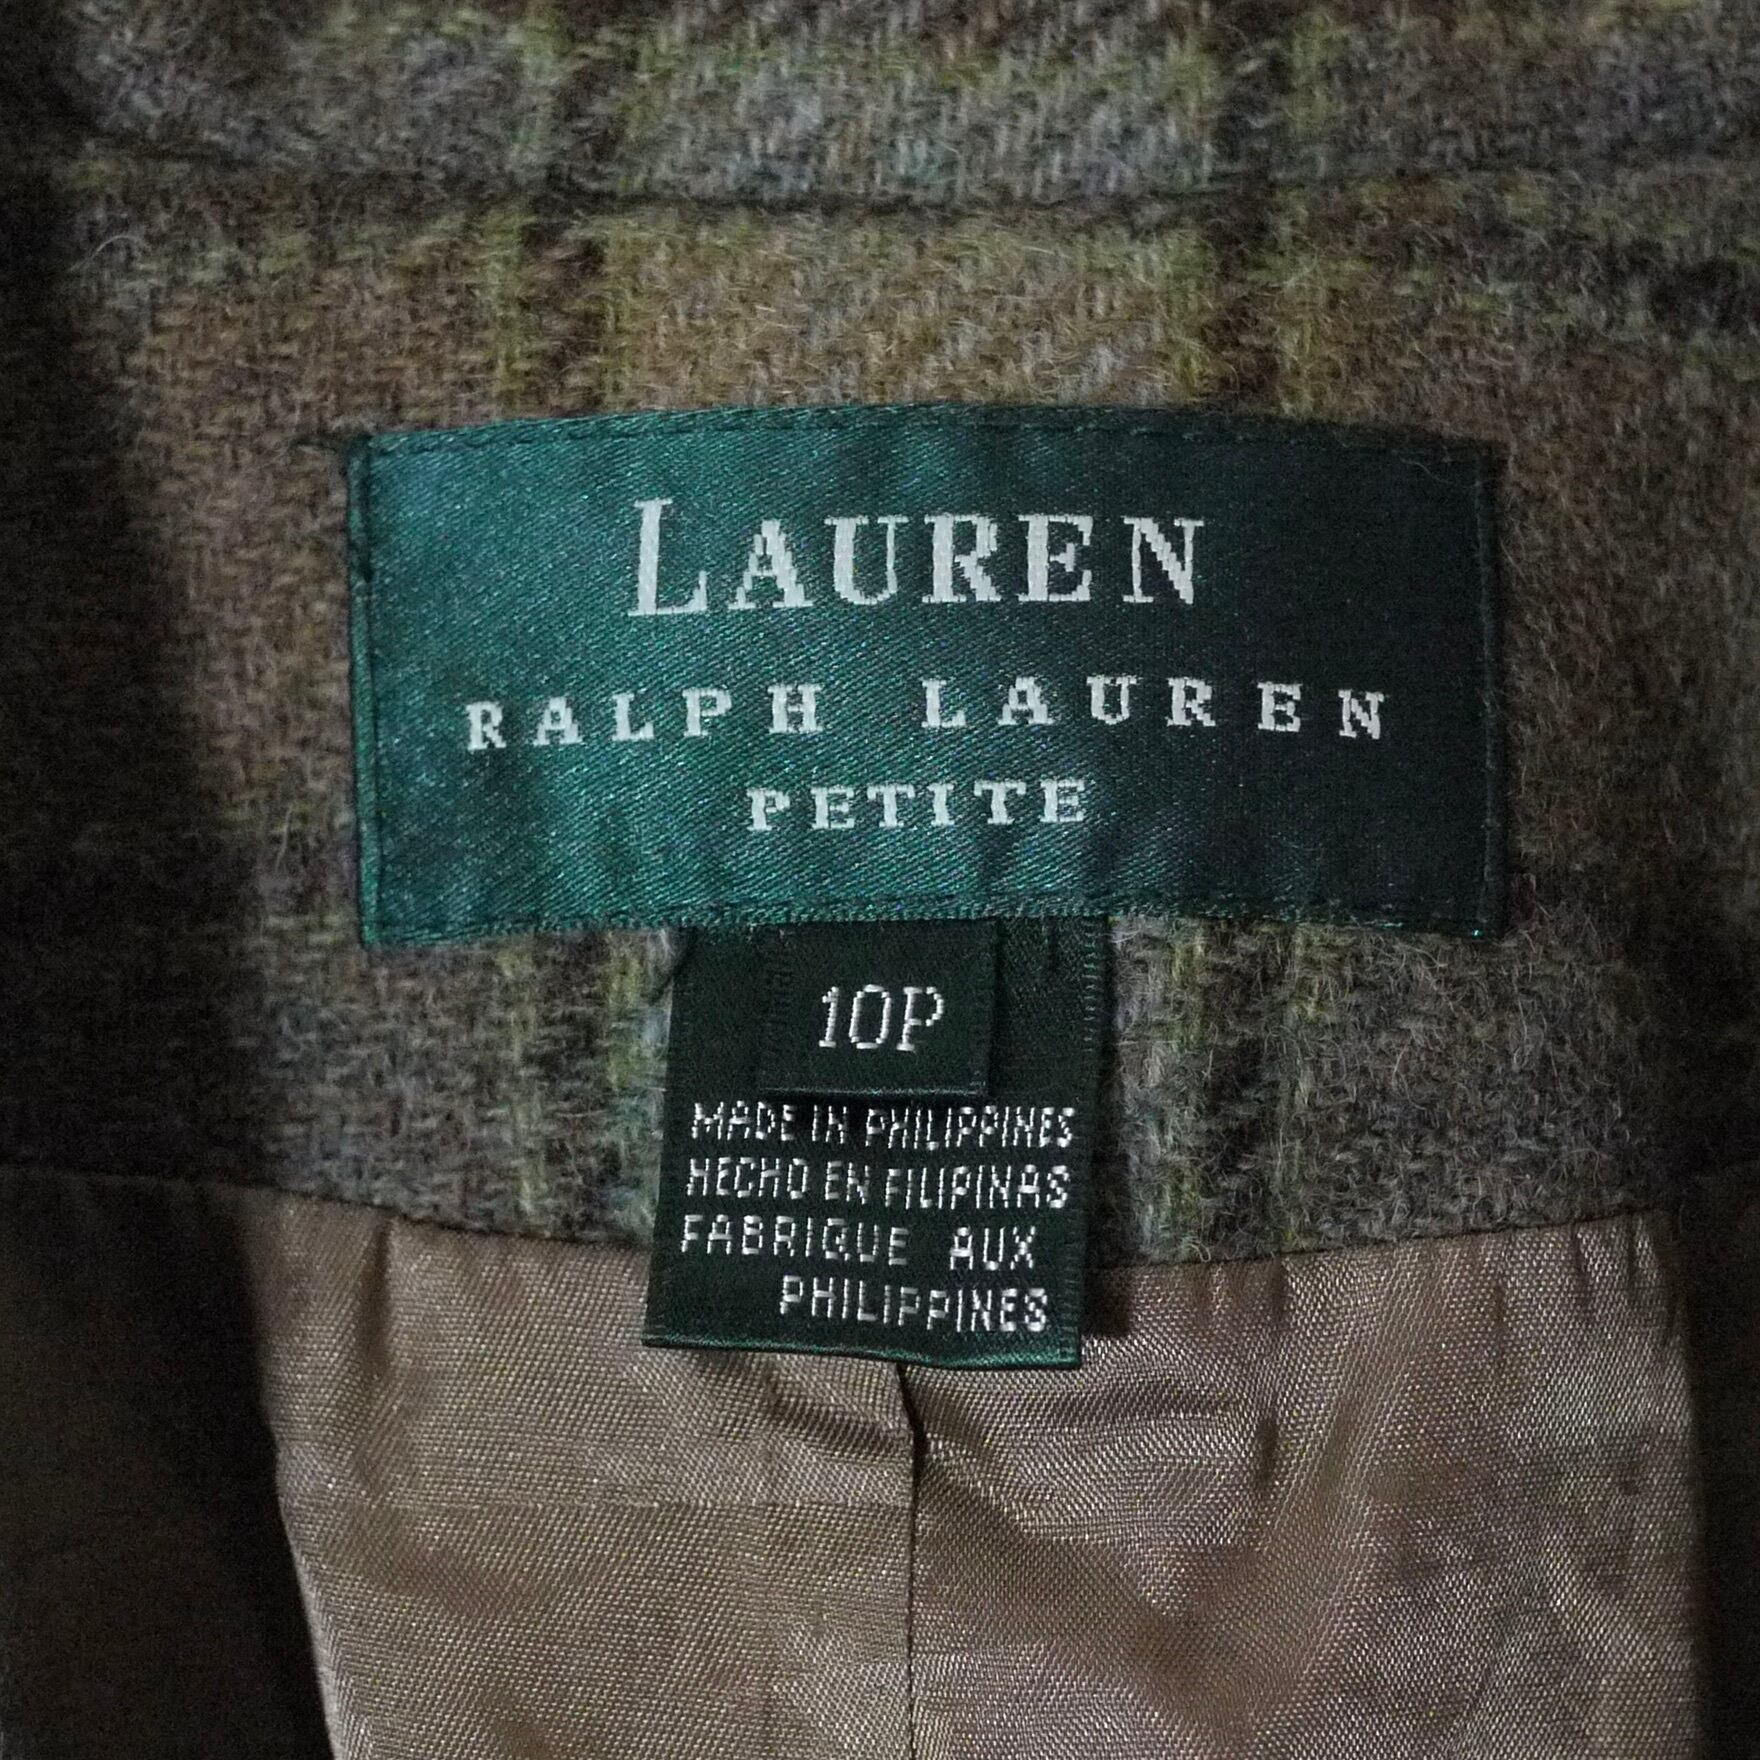 LAUREN
RALPH LAUREN
PETITE
10P
MADE IN PHILIPPINES
HECHO EN FILIPINAS
FABRIQUE AUX
PHILIPPINES